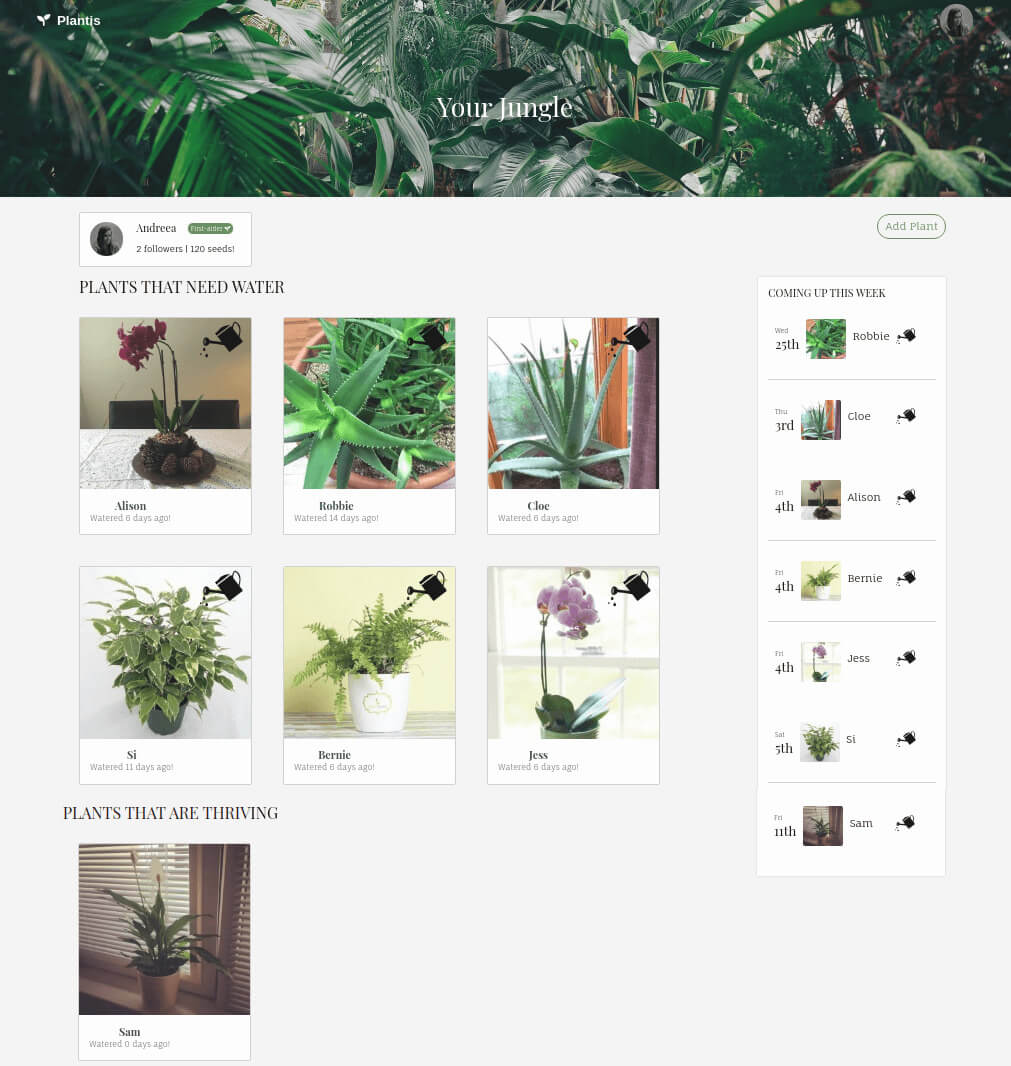 Plantis
Your Jungle
Andreea First-aider
2 followers | 120 seeds!
Add Plant
PLANTS THAT NEED WATER
Alison
Watered 6 days ago!
Robbie
Watered 14 days ago!
Cloe
Watered 6 days ago!
Si
Watered 11 days ago!
Bernie
Watered 6 days ago!
Jess
Watered 6 days ago!
PLANTS THAT ARE THRIVING
Sam
Watered 0 days ago!
COMING UP THIS WEEK
Wed
25th Robbie
Thu
3rd Cloe
Fri
4th Alison
Fri
4th Bernie
Fri
4th Jess
Sat
5th Si
Fri
11th Sam